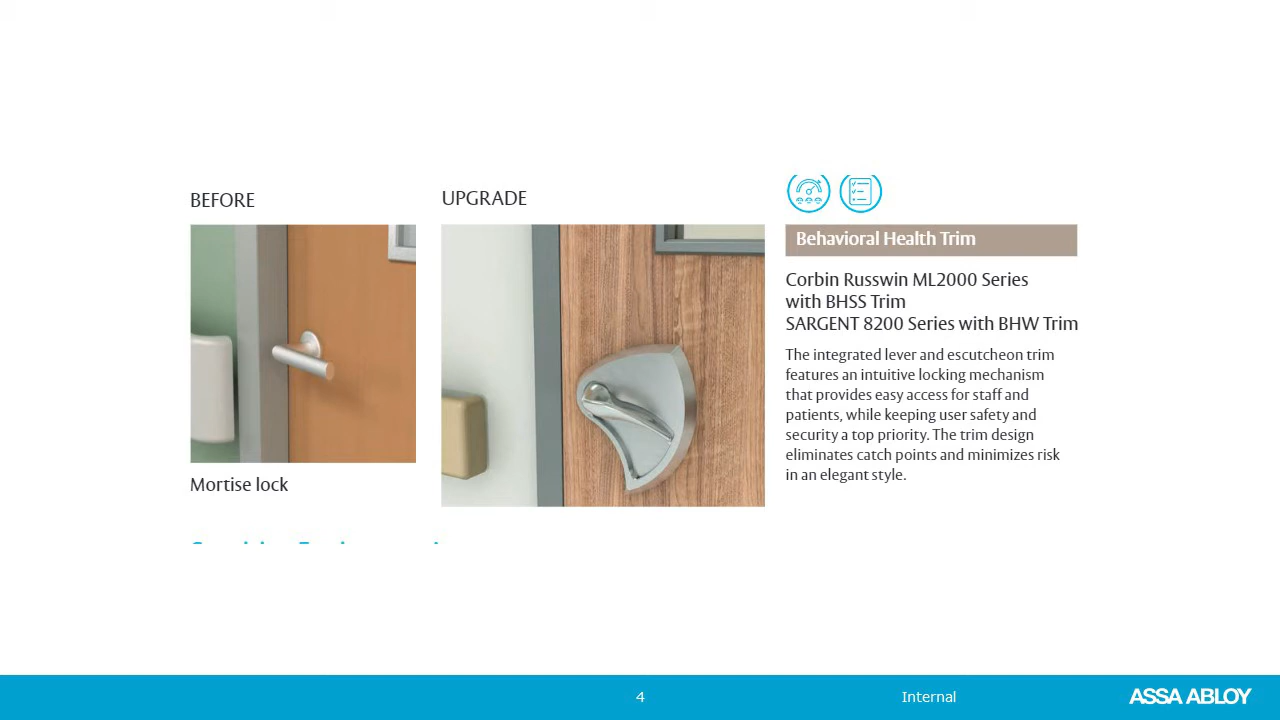 BEFORE
UPGRADE
Behavioral Health Trim
Corbin Russwin ML2000 Series
with BHSS Trim
SARGENT 8200 Series with BHW Trim
The integrated lever and escutcheon trim
features an intuitive locking mechanism
that provides easy access for staff and
patients, while keeping user safety and
security a top priority. The trim design
eliminates catch points and minimizes risk
in an elegant style.
Mortise lock
4
Internal
ASSA ABLOY